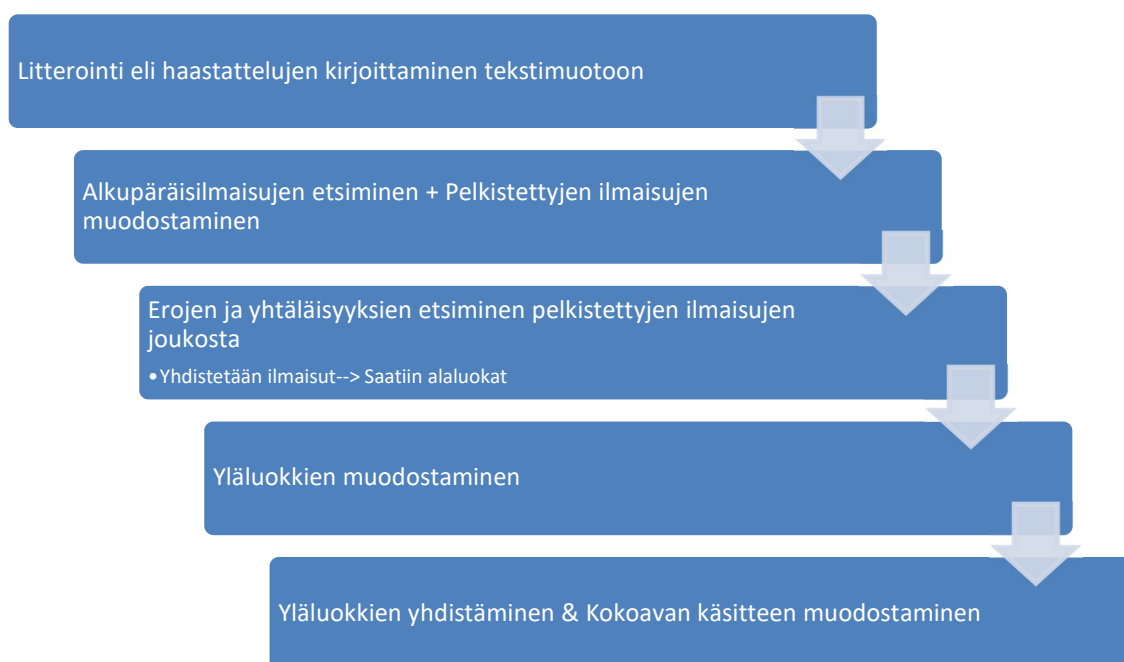 Litterointi eli haastattelujen kirjoittaminen tekstimuotoon
Alkupäräisilmaisujen etsiminen + Pelkistettyjen ilmaisujen
muodostaminen
Erojen ja yhtäläisyyksien etsiminen pelkistettyjen ilmaisujen
joukosta
•Yhdistetään ilmaisut--> Saatiin alaluokat
Yläluokkien muodostaminen
Yläluokkien yhdistäminen & Kokoavan käsitteen muodostaminen